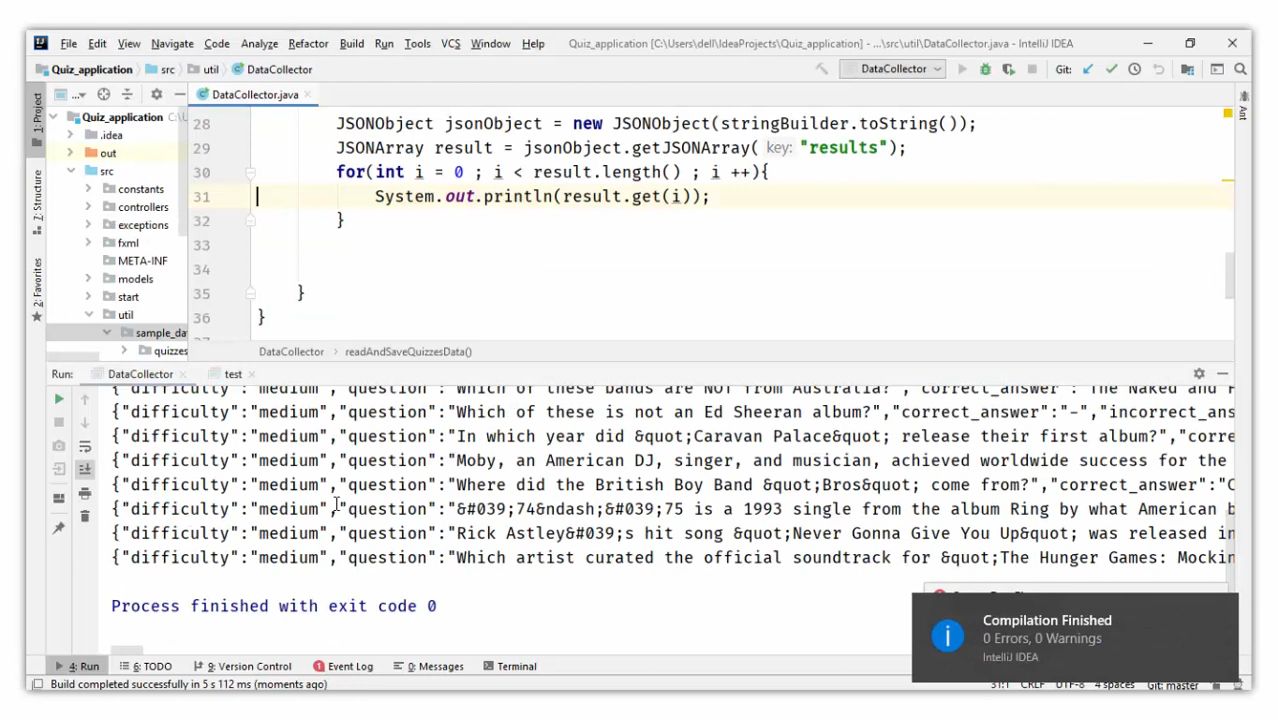 File Edit View Navigate Code Analyze Refactor Build Run Tools VCS Window Help Quiz_application [C:\Users\dell\IdeaProjects\Quiz_application] - ...\src\util\DataCollector.java - IntelliJ IDEA
Quiz_application src util DataCollector DataCollector Git:
1: Project
Z: Structure
2: Favorites
Ant
... DataCollector.java
Quiz_application C:\U
.idea
out
src
constants
controllers
exceptions
fxml
META-INF
models
start
util
sample_da
quizzes
28 JSONObject jsonObject = new JSONObject(stringBuilder.toString());
29 JSONArray result = jsonObject.getJSONArray( key: "results");
30 for(int i = 0 ; i < result.length() ; i ++){
31 System.out.println(result.get(i));
32 }
33
34
35 }
36 }
DataCollector readAndSaveQuizzesData()
Run: DataCollector test
{"difficulty":"medium","question":"Which of these bands are NOT from Australia?","correct_answer":"The Naked and F
{"difficulty":"medium","question":"Which of these is not an Ed Sheeran album?","correct_answer":"-","incorrect_ans
{"difficulty":"medium","question":"In which year did &quot;Caravan Palace&quot; release their first album?","corre
{"difficulty":"medium","question":"Moby, an American DJ, singer, and musician, achieved worldwide success for the
{"difficulty":"medium","question":"Where did the British Boy Band &quot;Bros&quot; come from?","correct_answer":"C
{"difficulty":"medium","question":"&#039;74&ndash;&#039;75 is a 1993 single from the album Ring by what American b
{"difficulty":"medium","question":"Rick Astley&#039;s hit song &quot;Never Gonna Give You Up&quot; was released in
{"difficulty":"medium","question":"Which artist curated the official soundtrack for &quot;The Hunger Games: Mockin
Process finished with exit code 0
Compilation Finished
0 Errors, 0 Warnings
IntelliJ IDEA
4: Run 6: TODO 9: Version Control 1 Event Log 0: Messages Terminal
Build completed successfully in 5 s 112 ms (moments ago) 31:1 CRLF UTF-8 4 spaces Git: master